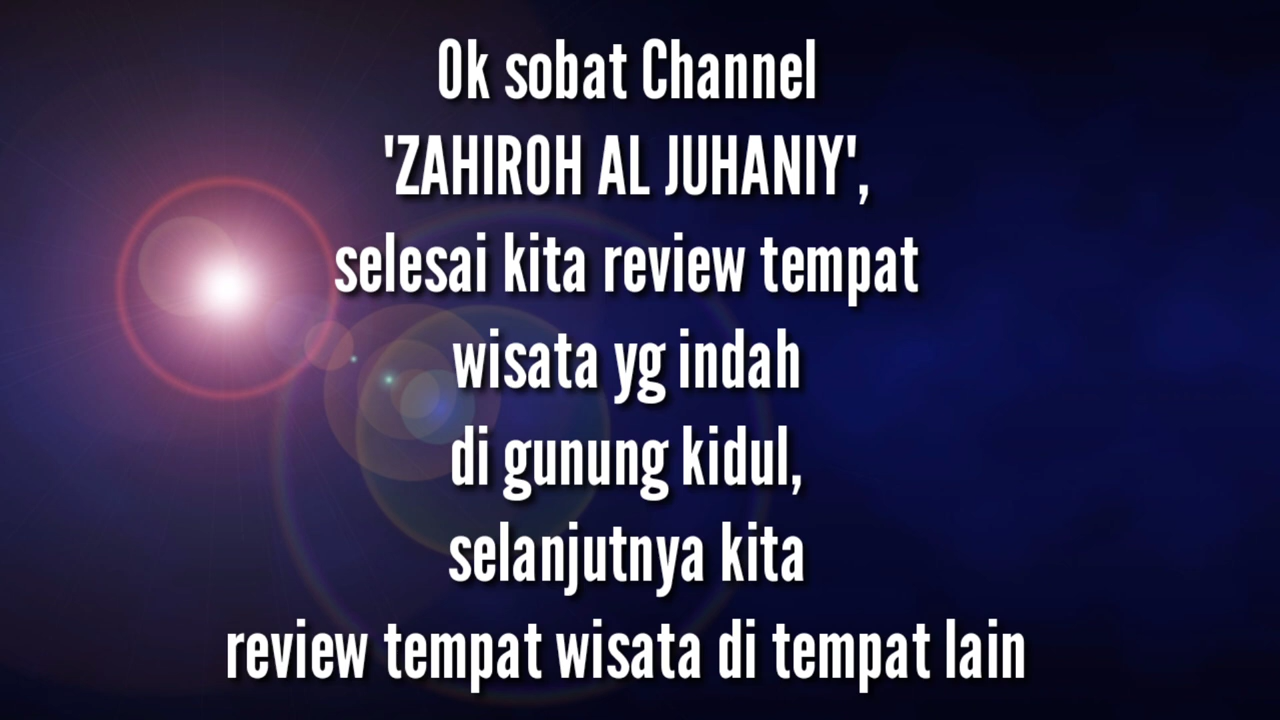 Ok sobat Channel
'ZAHIROH AL JUHANIY',
selesai kita review tempat
wisata yg indah
di gunung kidul,
selanjutnya kita
review tempat wisata di tempat lain